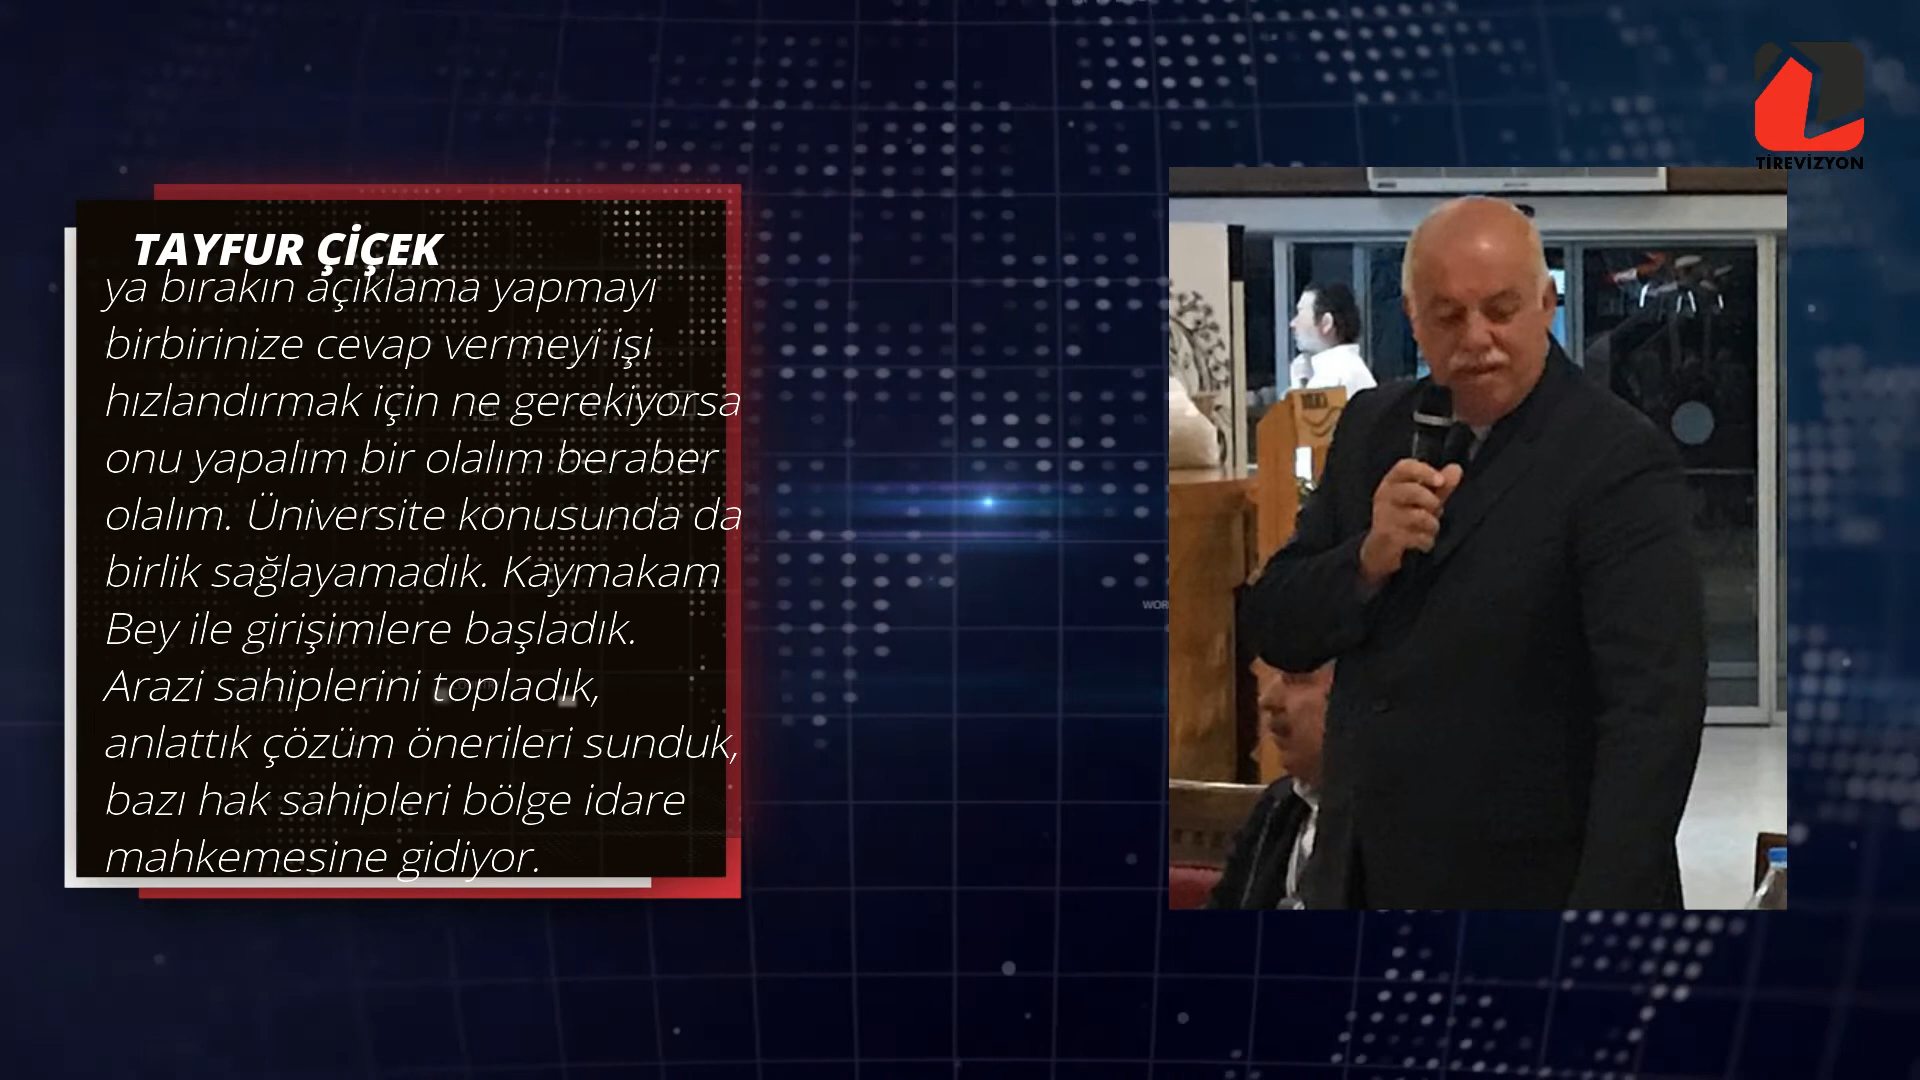 TİREVİZYON
TAYFUR ÇİÇEK
ya bırakın açıklama yapmayı
birbirinize cevap vermeyi işi
hızlandırmak için ne gerekiyorsa
onu yapalım bir olalım beraber
olalım. Üniversite konusunda da
birlik sağlayamadık. Kaymakam
Bey ile girişimlere başladık.
Arazi sahiplerini topladık,
anlattık çözüm önerileri sunduk,
bazı hak sahipleri bölge idare
mahkemesine gidiyor.